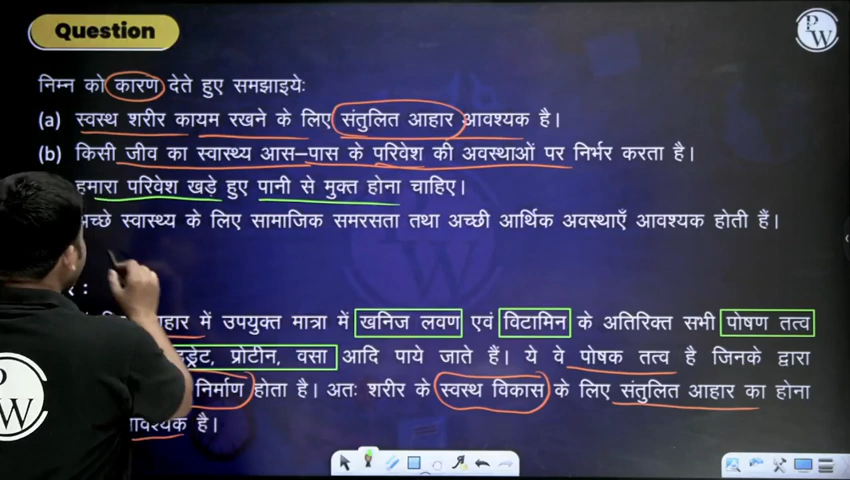 Question
PW
निम्न को कारण देते हुए समझाइयेः
(a) स्वस्थ शरीर कायम रखने के लिए संतुलित आहार आवश्यक है।
(b) किसी जीव का स्वास्थ्य आस–पास के परिवेश की अवस्थाओं पर निर्भर करता है।
हमारा परिवेश खड़े हुए पानी से मुक्त होना चाहिए।
अच्छे स्वास्थ्य के लिए सामाजिक समरसता तथा अच्छी आर्थिक अवस्थाएँ आवश्यक होती हैं।
:
आहार में उपयुक्त मात्रा में खनिज लवण एवं विटामिन के अतिरिक्त सभी पोषण तत्व
प्रोटीन, वसा आदि पाये जाते हैं। ये वे पोषक तत्व है जिनके द्वारा
निर्माण होता है। अतः शरीर के स्वस्थ विकास के लिए संतुलित आहार का होना
है।
PW